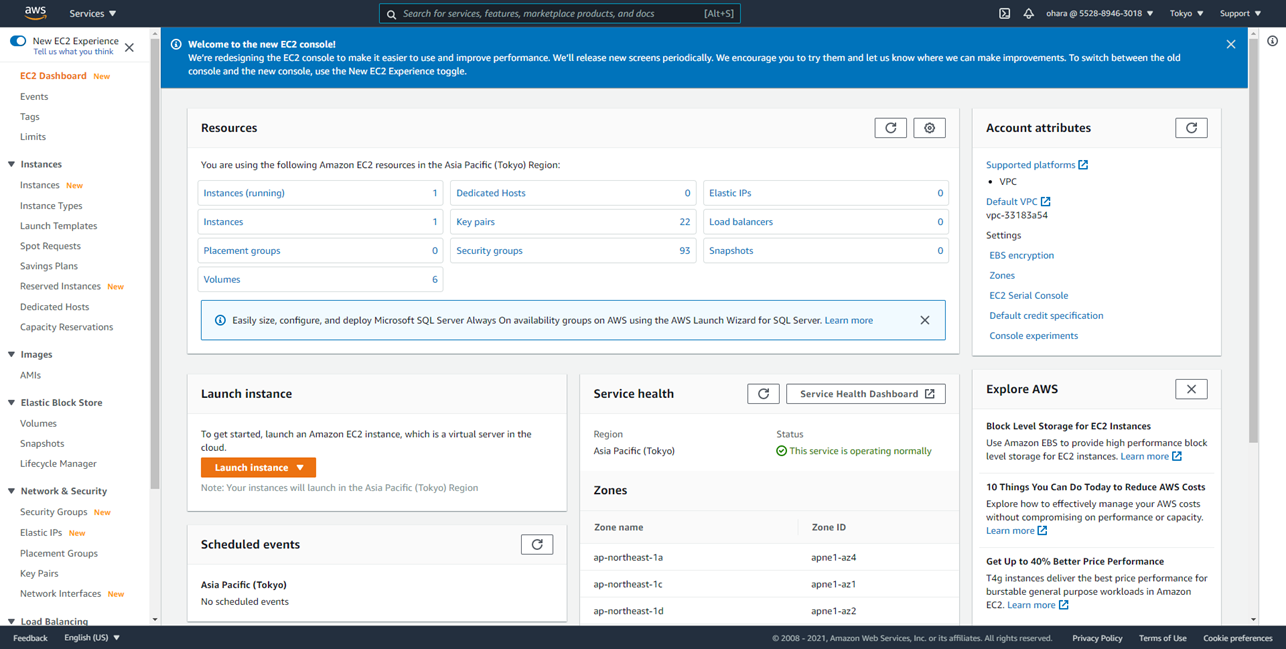 aws
Services
Search for services, features, marketplace products, and docs
[Alt+S]
ohara @ 5528-8946-3018
Tokyo
Support
New EC2 Experience
Tell us what you think
EC2 Dashboard New
Events
Tags
Limits
Instances
Instances New
Instance Types
Launch Templates
Spot Requests
Savings Plans
Reserved Instances New
Dedicated Hosts
Capacity Reservations
Images
AMIs
Elastic Block Store
Volumes
Snapshots
Lifecycle Manager
Network & Security
Security Groups New
Elastic IPs New
Placement Groups
Key Pairs
Network Interfaces New
Load Balancing
Welcome to the new EC2 console!
We're redesigning the EC2 console to make it easier to use and improve performance. We'll release new screens periodically. We encourage you to try them and let us know where we can make improvements. To switch between the old
console and the new console, use the New EC2 Experience toggle.
Resources
You are using the following Amazon EC2 resources in the Asia Pacific (Tokyo) Region:
Instances (running) 1
Dedicated Hosts 0
Elastic IPs 0
Instances 1
Key pairs 22
Load balancers 0
Placement groups 0
Security groups 93
Snapshots 0
Volumes 6
Easily size, configure, and deploy Microsoft SQL Server Always On availability groups on AWS using the AWS Launch Wizard for SQL Server. Learn more
Launch instance
To get started, launch an Amazon EC2 instance, which is a virtual server in the
cloud.
Launch instance
Note: Your instances will launch in the Asia Pacific (Tokyo) Region
Scheduled events
Asia Pacific (Tokyo)
No scheduled events
Service health
Service Health Dashboard
Region
Status
Asia Pacific (Tokyo)
This service is operating normally
Zones
Zone name
Zone ID
ap-northeast-1a
apne1-az4
ap-northeast-1c
apne1-az1
ap-northeast-1d
apne1-az2
Account attributes
Supported platforms
VPC
Default VPC
vpc-33183a54
Settings
EBS encryption
Zones
EC2 Serial Console
Default credit specification
Console experiments
Explore AWS
Block Level Storage for EC2 Instances
Use Amazon EBS to provide high performance block
level storage for EC2 instances. Learn more
10 Things You Can Do Today to Reduce AWS Costs
Explore how to effectively manage your AWS costs
without compromising on performance or capacity.
Learn more
Get Up to 40% Better Price Performance
T4g instances deliver the best price performance for
burstable general purpose workloads in Amazon
EC2. Learn more
Feedback
English (US)
© 2008 - 2021, Amazon Web Services, Inc. or its affiliates. All rights reserved.
Privacy Policy
Terms of Use
Cookie preferences